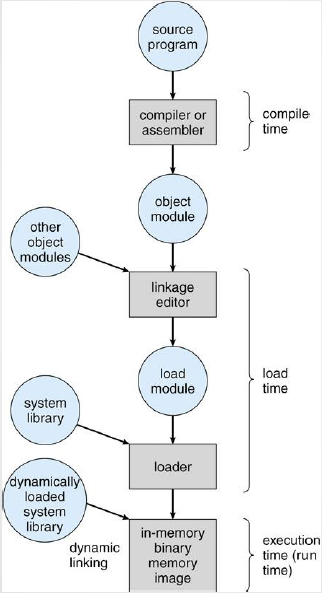 source
program
compiler or
assembler
compile
time
object
module
other
object
modules
linkage
editor
load
module
load
time
system
library
loader
dynamically
loaded
system
library
dynamic
linking
in-memory
binary
memory
image
execution
time (run
time)